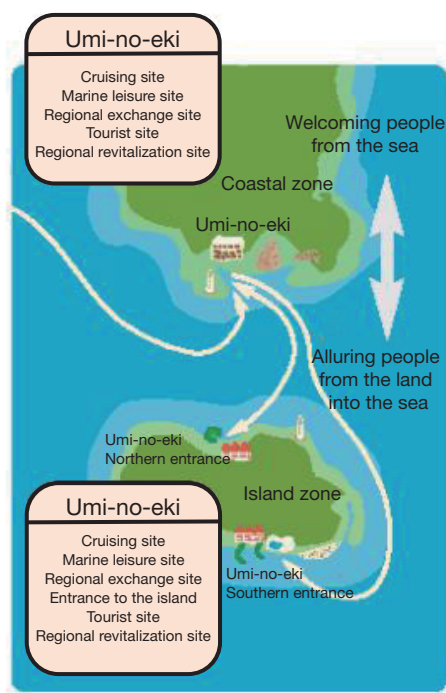 Umi-no-eki
Cruising site
Marine leisure site
Regional exchange site
Tourist site
Regional revitalization site
Welcoming people
from the sea
Coastal zone
Umi-no-eki
Alluring people
from the land
into the sea
Umi-no-eki
Northern entrance
Island zone
Umi-no-eki
Cruising site
Marine leisure site
Regional exchange site
Entrance to the island
Tourist site
Regional revitalization site
Umi-no-eki
Southern entrance